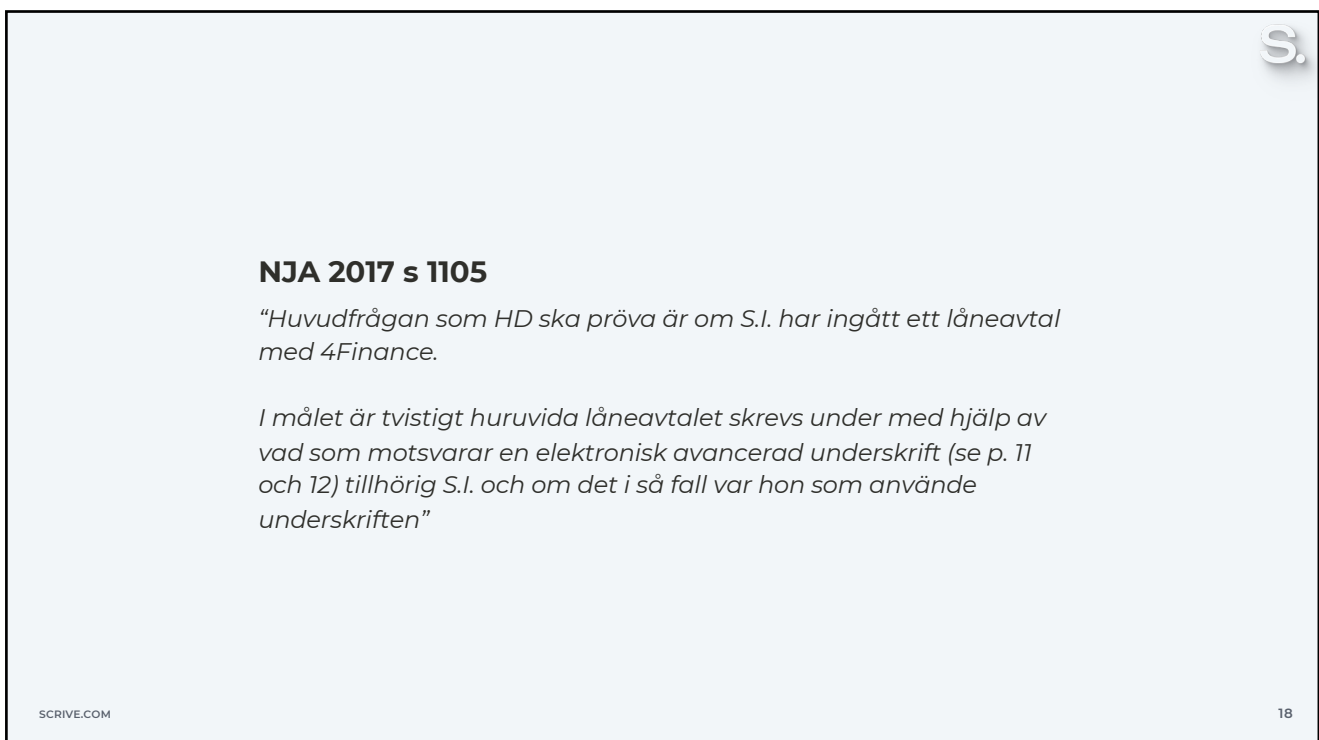 S.
NJA 2017 s 1105
“Huvudfrågan som HD ska pröva är om S.I. har ingått ett låneavtal
med 4Finance.
I målet är tvistigt huruvida låneavtalet skrevs under med hjälp av
vad som motsvarar en elektronisk avancerad underskrift (se p. 11
och 12) tillhörig S.I. och om det i så fall var hon som använde
underskriften”
SCRIVE.COM
18